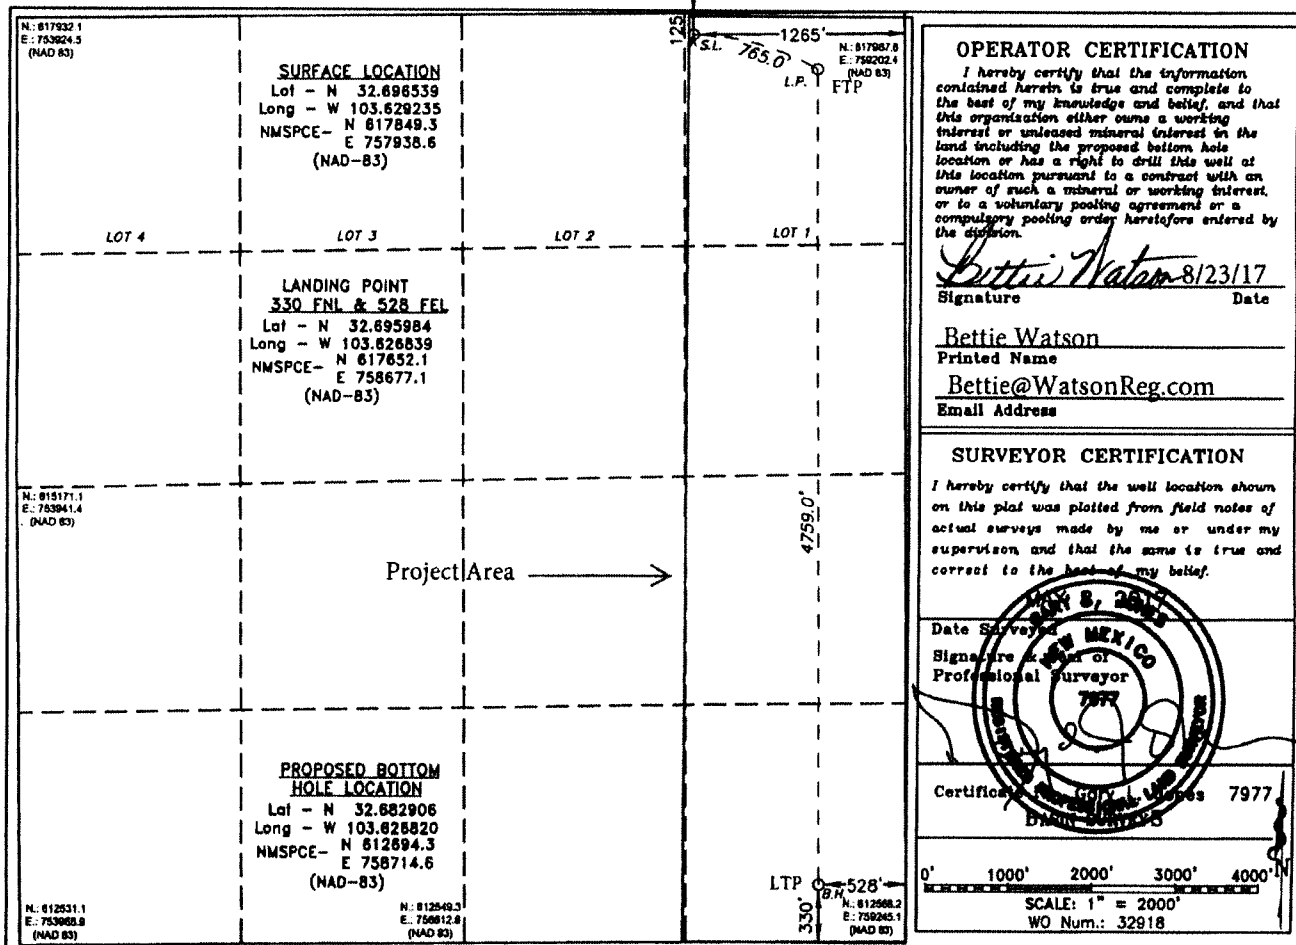 N.: 617932.1
E.: 753924.5
(NAD 83)
SURFACE LOCATION
Lat - N 32.696539
Long - W 103.629235
NMSPCE- N 617849.3
E 757938.6
(NAD-83)
125
S.L.
1265'
765.0'
N.: 617967.6
E.: 759202.4
(NAD 83)
L.P.
FTP
LOT 4
LOT 3
LOT 2
LOT 1
LANDING POINT
330 FNL & 528 FEL
Lat - N 32.695984
Long - W 103.626839
NMSPCE- N 617652.1
E 758677.1
(NAD-83)
N.: 615171.1
E.: 753941.4
(NAD 83)
4759.0'
Project Area
PROPOSED BOTTOM
HOLE LOCATION
Lat - N 32.682906
Long - W 103.626820
NMSPCE- N 612694.3
E 758714.6
(NAD-83)
N.: 612531.1
E.: 753968.9
(NAD 83)
N.: 612549.3
E.: 756612.8
(NAD 83)
LTP
B.H.
528'
330'
N.: 612568.2
E.: 759245.1
(NAD 83)
OPERATOR CERTIFICATION
I hereby certify that the information
contained herein is true and complete to
the best of my knowledge and belief, and that
this organization either owns a working
interest or unleased mineral interest in the
land including the proposed bottom hole
location or has a right to drill this well at
this location pursuant to a contract with an
owner of such a mineral or working interest,
or to a voluntary pooling agreement or a
compulsory pooling order heretofore entered by
the division.
Bettie Watson 8/23/17
Signature Date
Bettie Watson
Printed Name
Bettie@WatsonReg.com
Email Address
SURVEYOR CERTIFICATION
I hereby certify that the well location shown
on this plat was plotted from field notes of
actual surveys made by me or under my
supervison, and that the same is true and
correct to the best of my belief.
Date Surveyed
Signature & Seal of
Professional Surveyor
NEW MEXICO
7977
REGISTERED PROFESSIONAL LAND SURVEYOR
7977
BASIN SURVEYS
0' 1000' 2000' 3000' 4000'
N
SCALE: 1" = 2000'
WO Num.: 32918